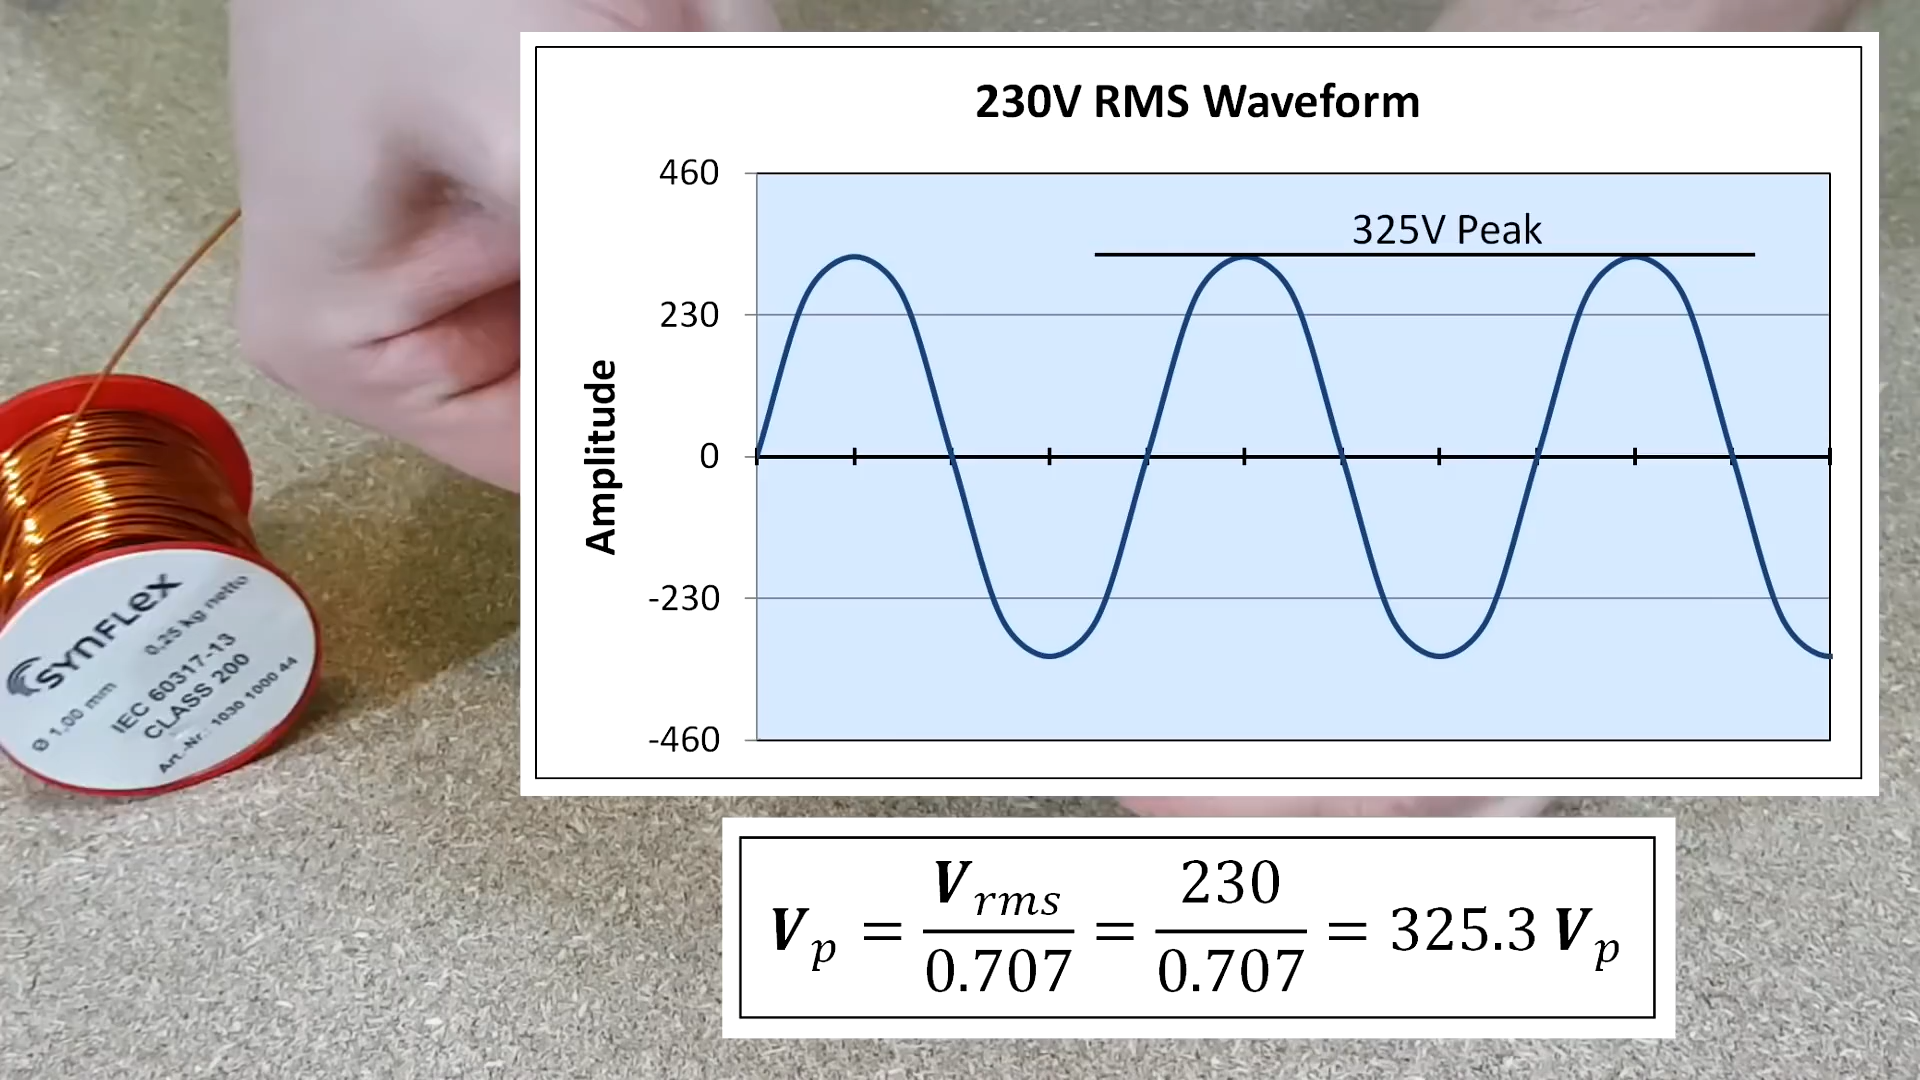 230V RMS Waveform
460
325V Peak
230
Amplitude
0
-230
-460
SYNFLEX
0,25 kg netto
Ø 1,00 mm
IEC 60317-13
CLASS 200
Art.-Nr.: 1030 1000 44
V_p = V_rms / 0.707 = 230 / 0.707 = 325.3 V_p